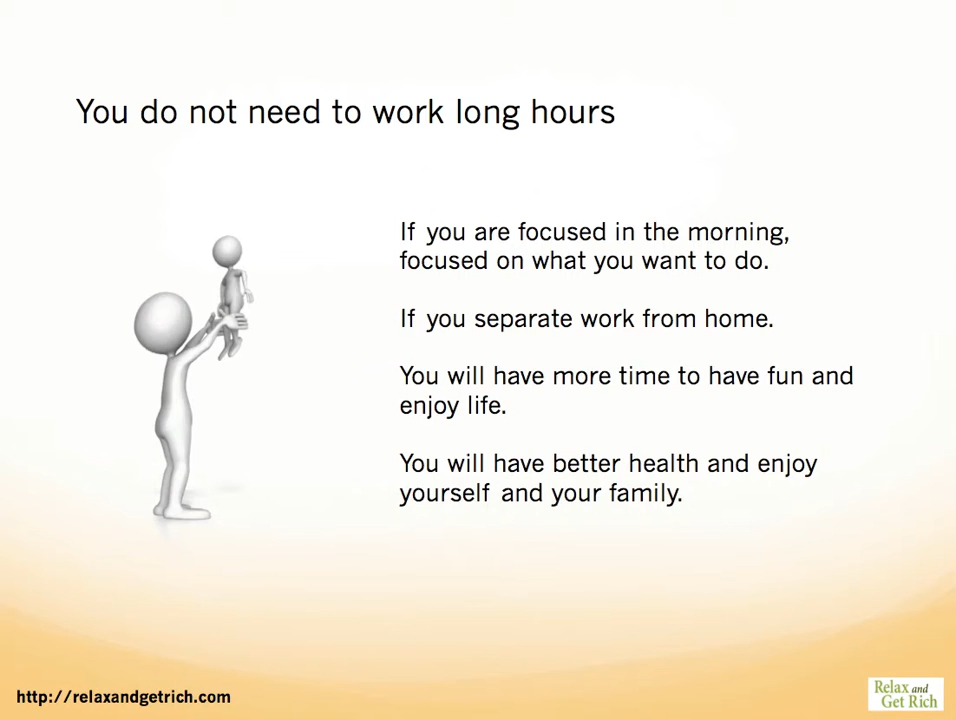 You do not need to work long hours
If you are focused in the morning,
focused on what you want to do.
If you separate work from home.
You will have more time to have fun and
enjoy life.
You will have better health and enjoy
yourself and your family.
http://relaxandgetrich.com
Relax and
Get Rich